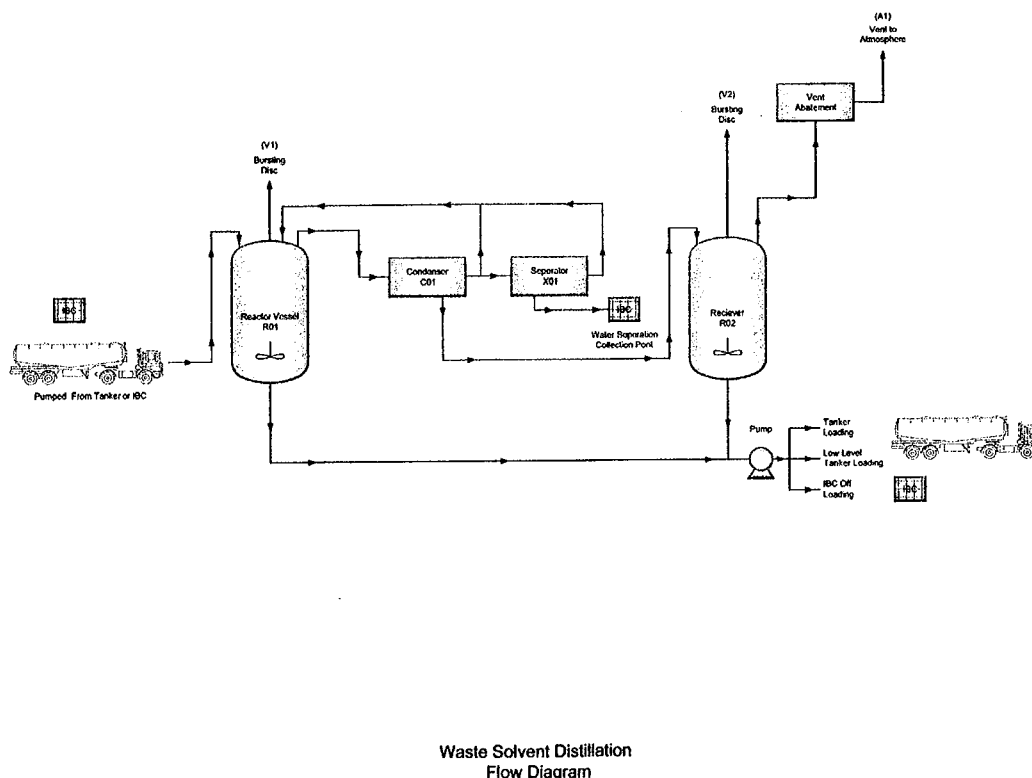 (A1)
Vent to
Atmosphere
(V2)
Bursting
Disc
Vent
Abatement
(V1)
Bursting
Disc
Condenser
C01
Seperator
X01
IBC
Water Separation
Collection Point
Reactor Vessel
R01
Reciever
R02
IBC
Pumped From Tanker or IBC
Pump
Tanker
Loading
Low Level
Tanker Loading
IBC Off
Loading
IBC
Waste Solvent Distillation
Flow Diagram